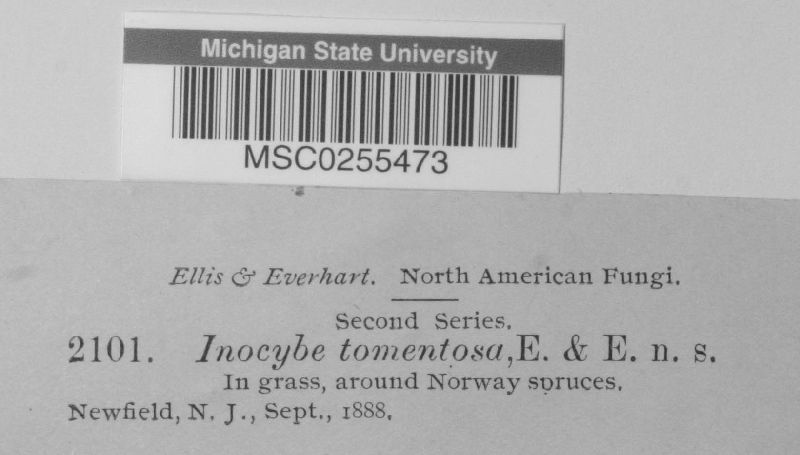 Michigan State University
MSC0255473
Ellis & Everhart. North American Fungi.
Second Series.
2101. Inocybe tomentosa, E. & E. n. s.
In grass, around Norway spruces.
Newfield, N. J., Sept., 1888.